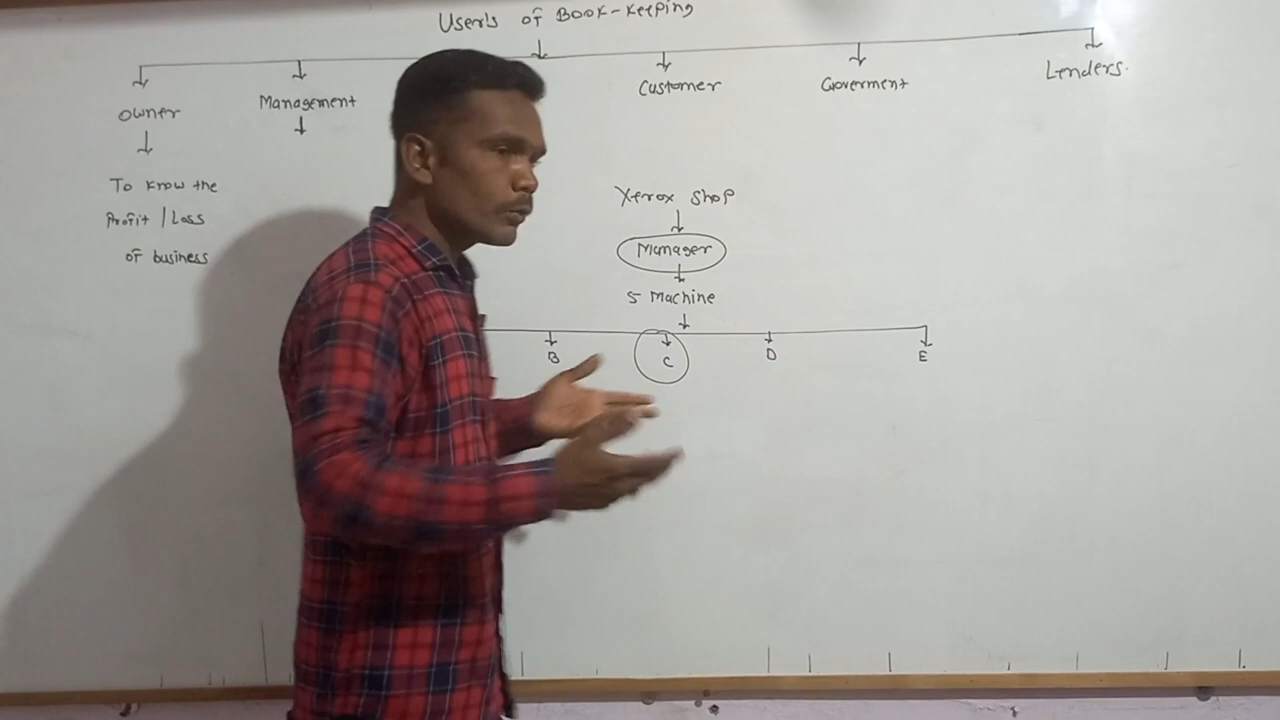 User's of Book-keeping
Owner
Management
Customer
Goverment
Lenders.
To know the
Profit / Loss
of business
Xerox shop
Manager
5 Machine
B
C
D
E